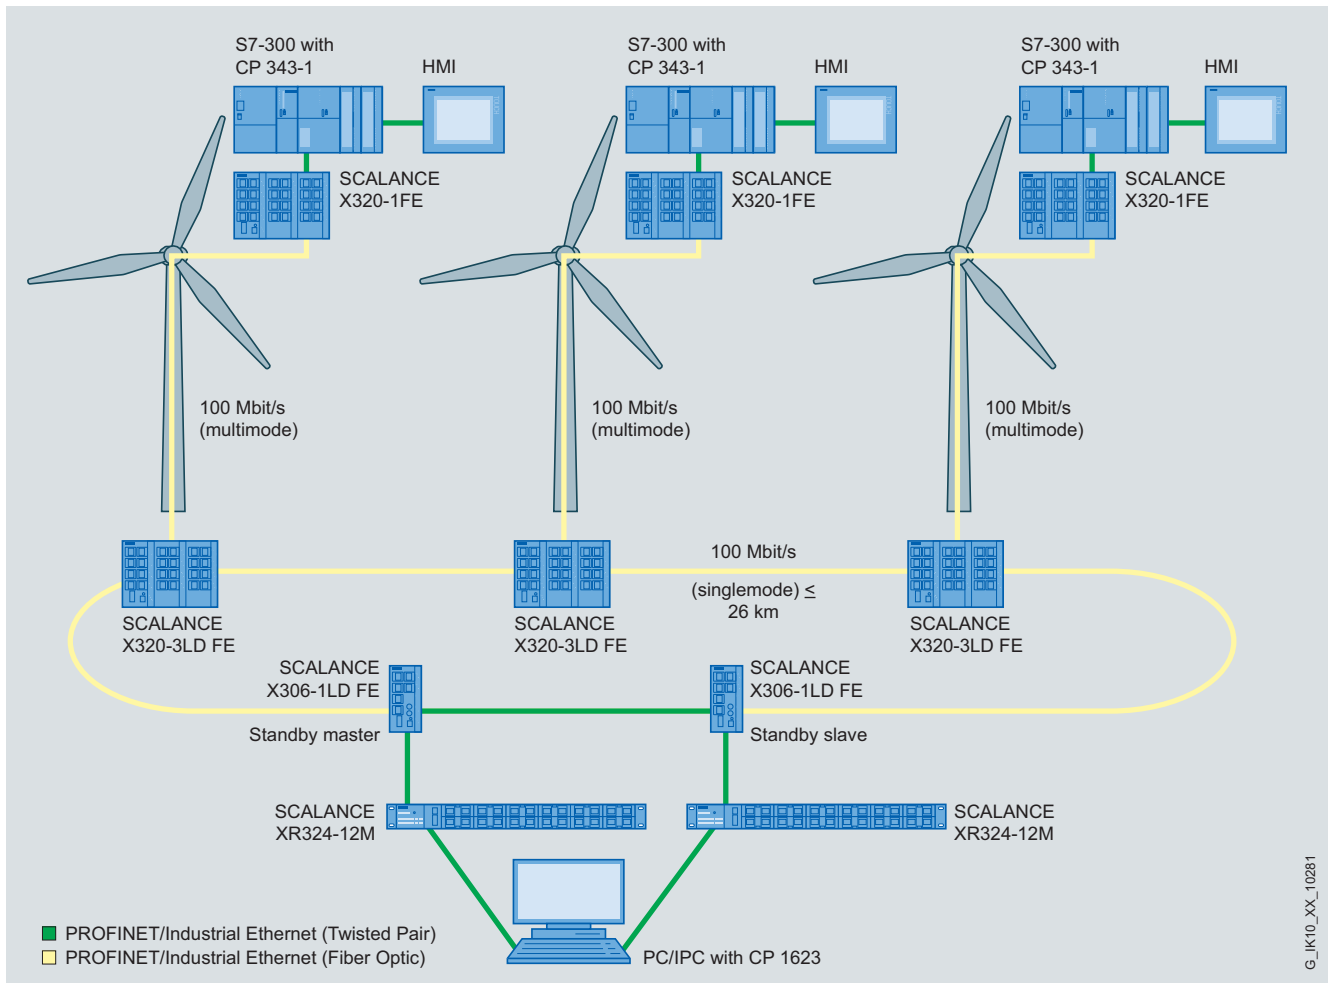 S7-300 with
CP 343-1
HMI
S7-300 with
CP 343-1
HMI
S7-300 with
CP 343-1
HMI
SCALANCE
X320-1FE
SCALANCE
X320-1FE
SCALANCE
X320-1FE
100 Mbit/s
(multimode)
100 Mbit/s
(multimode)
100 Mbit/s
(multimode)
100 Mbit/s
(singlemode) ≤
26 km
SCALANCE
X320-3LD FE
SCALANCE
X320-3LD FE
SCALANCE
X320-3LD FE
SCALANCE
X306-1LD FE
SCALANCE
X306-1LD FE
Standby master
Standby slave
SCALANCE
XR324-12M
SCALANCE
XR324-12M
PROFINET/Industrial Ethernet (Twisted Pair)
PROFINET/Industrial Ethernet (Fiber Optic)
PC/IPC with CP 1623
G_IK10_XX_10281